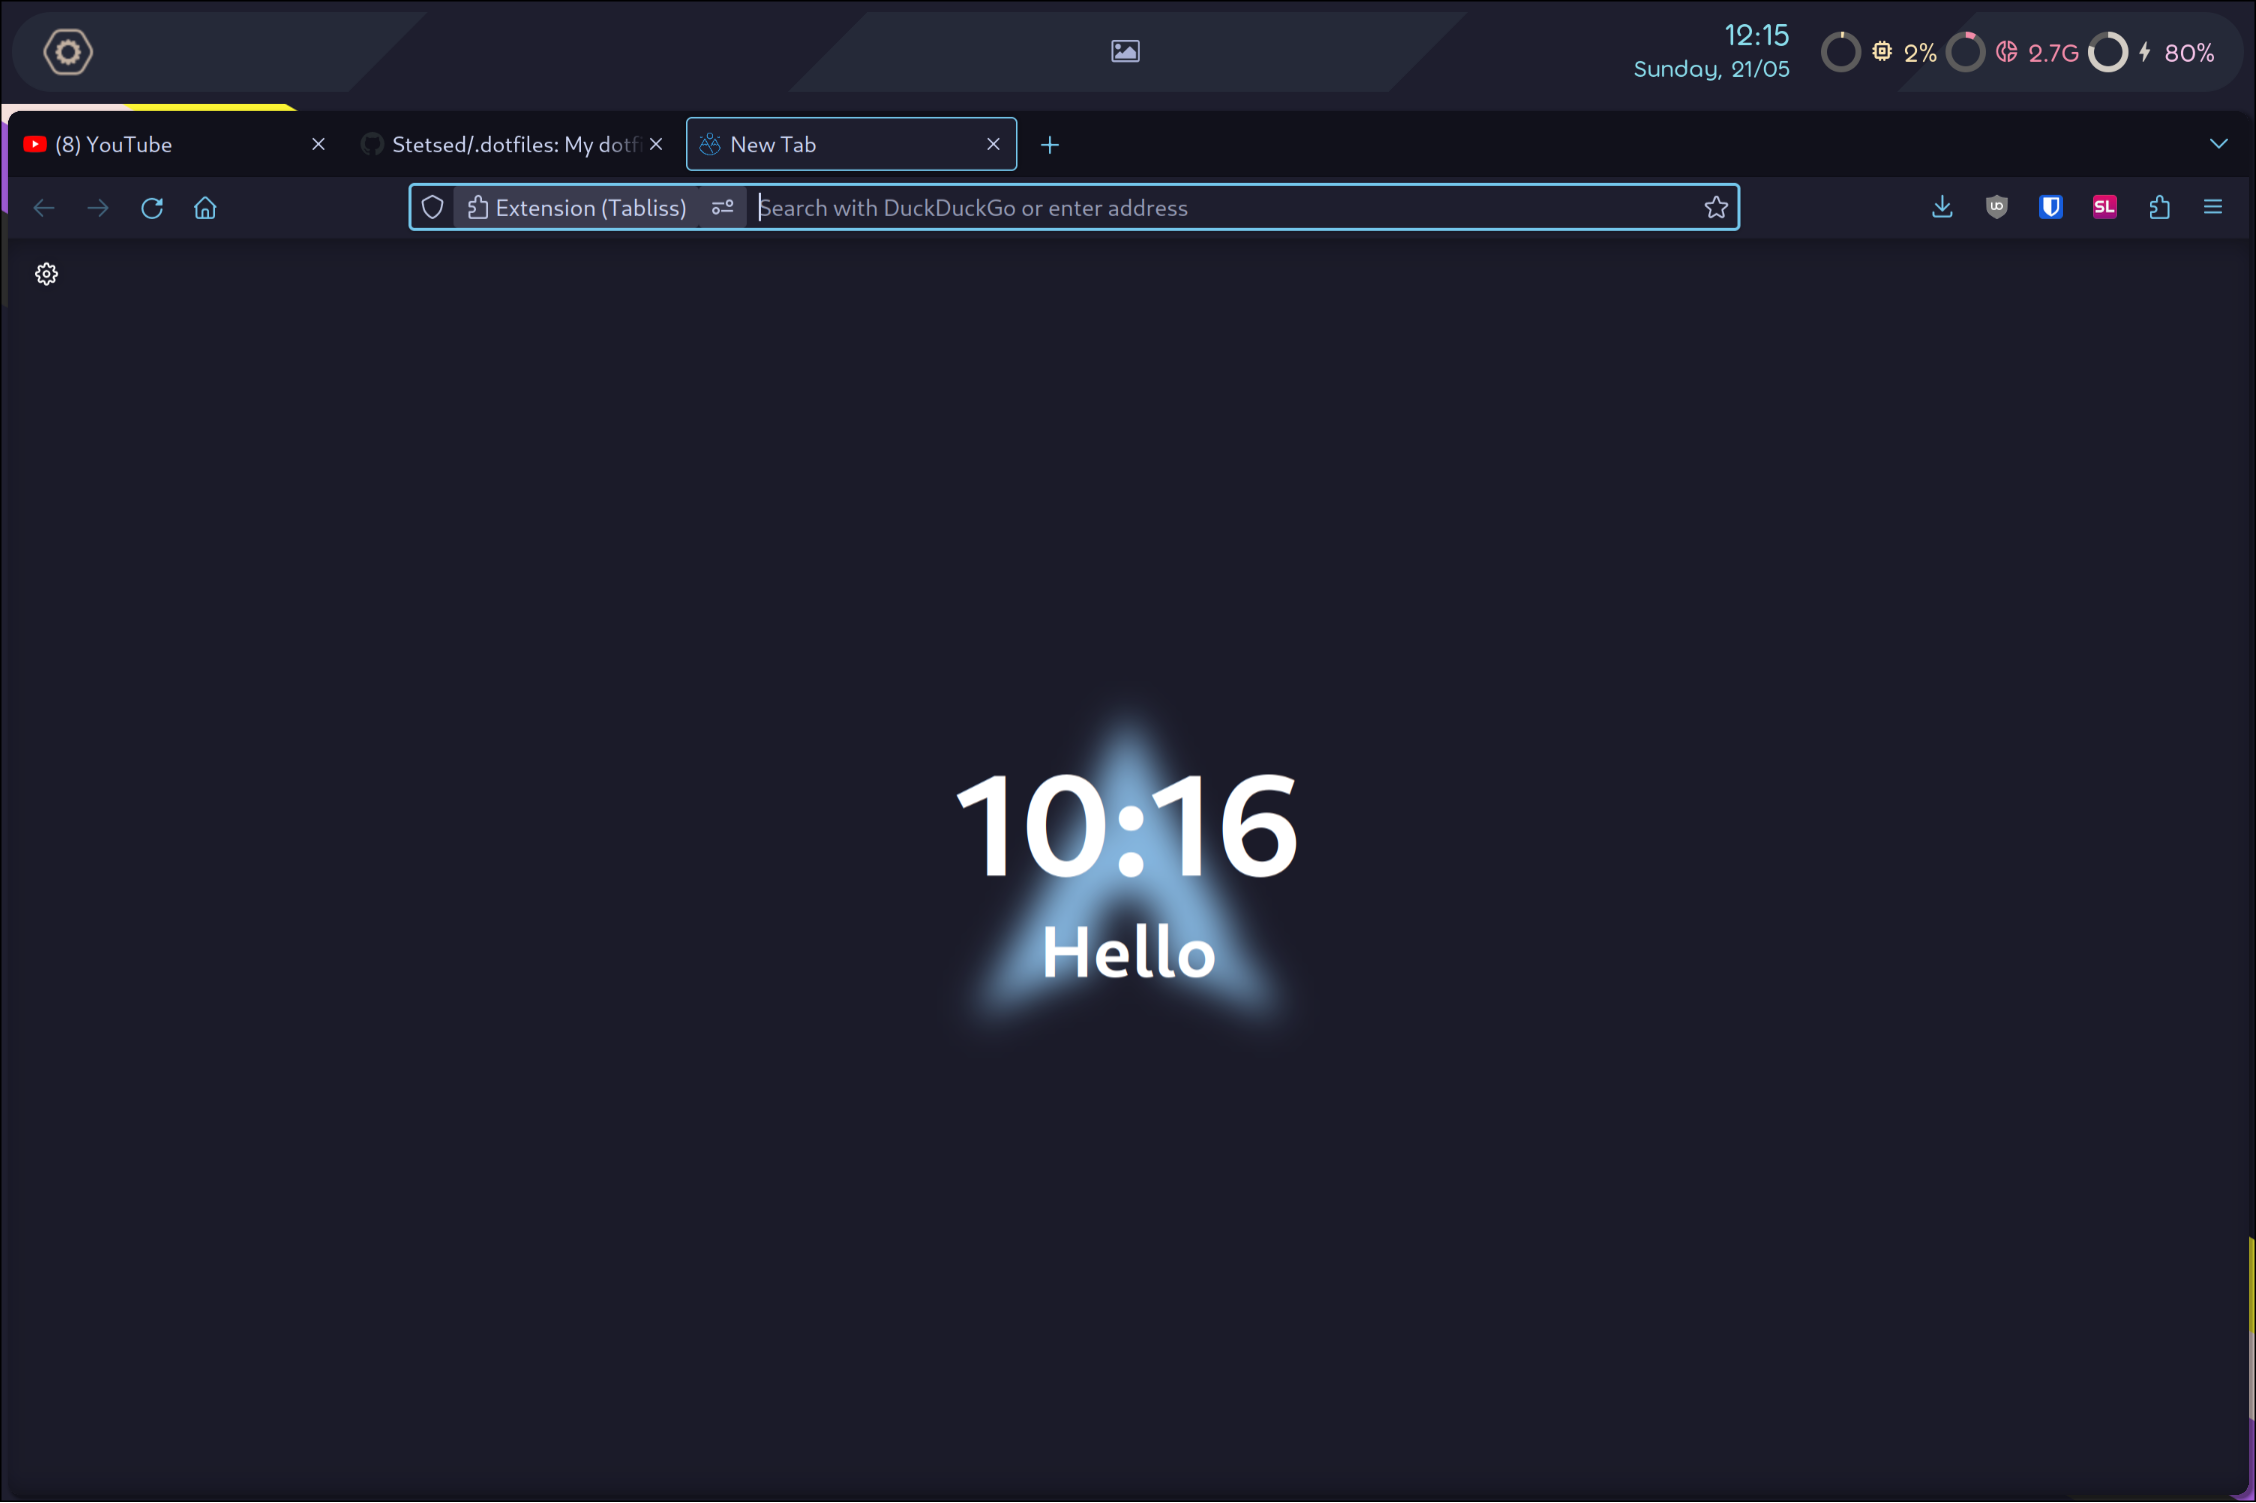 12:15
Sunday, 21/05
2% 2.7G 80%
(8) YouTube
Stetsed/.dotfiles: My dotfi
New Tab
Extension (Tabliss)
Search with DuckDuckGo or enter address
uo
SL
10:16
Hello